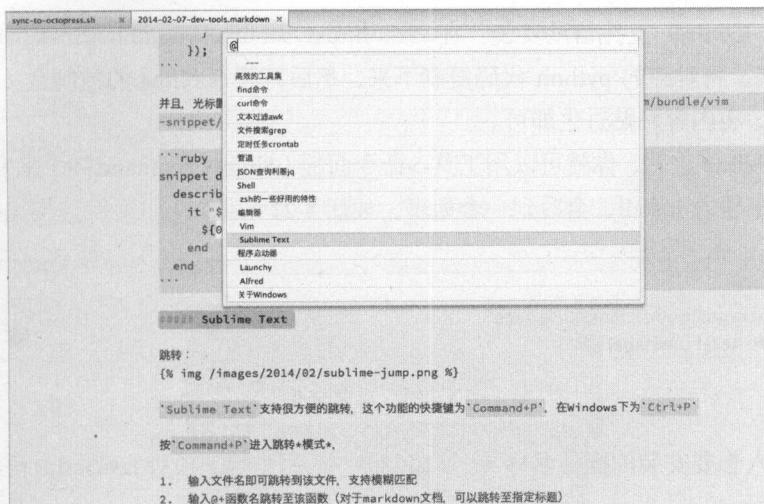 sync-to-octopress.sh
2014-02-07-dev-tools.markdown
});
```
@
---
高效的工具集
find命令
curl命令
文本过滤awk
文件搜索grep
定时任务crontab
管道
JSON查询利器jq
Shell
zsh的一些好用的特性
编辑器
Vim
Sublime Text
程序启动器
Launchy
Alfred
关于Windows
并且, 光标
m/bundle/vim
-snippet/
```ruby
snippet d
describ
it "$
${0
end
end
```
##### Sublime Text
跳转：
{% img /images/2014/02/sublime-jump.png %}
`Sublime Text`支持很方便的跳转, 这个功能的快捷键为`Command+P`, 在Windows下为`Ctrl+P`
按`Command+P`进入跳转*模式*,
1. 输入文件名即可跳转到该文件, 支持模糊匹配
2. 输入@+函数名跳转至该函数（对于markdown文档, 可以跳转至指定标题）